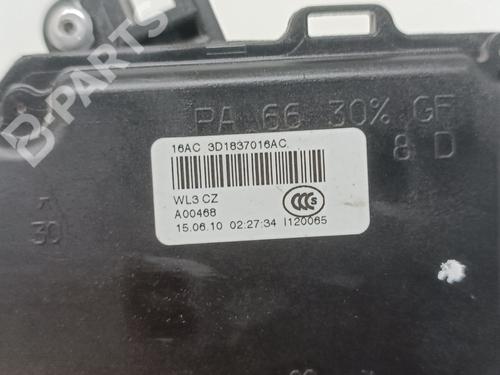 B-PARTS
PA 66 30% GF
8 D
16AC 3D1837016AC
WL3 CZ
A00468
15.06.10 02:27:34 I120065
CCC S
30